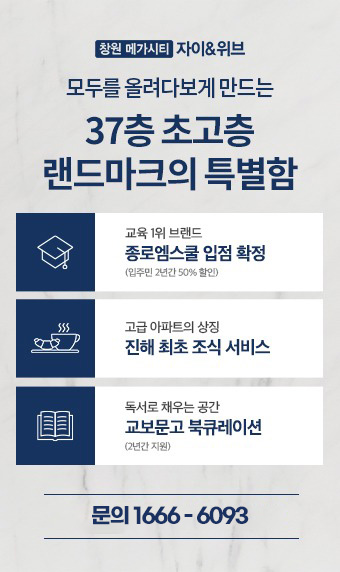 창원 메가시티 자이&위브
모두를 올려다보게 만드는
37층 초고층
랜드마크의 특별함
교육 1위 브랜드
종로엠스쿨 입점 확정
(입주민 2년간 50% 할인)
고급 아파트의 상징
진해 최초 조식 서비스
독서로 채우는 공간
교보문고 북큐레이션
(2년간 지원)
문의 1666 - 6093